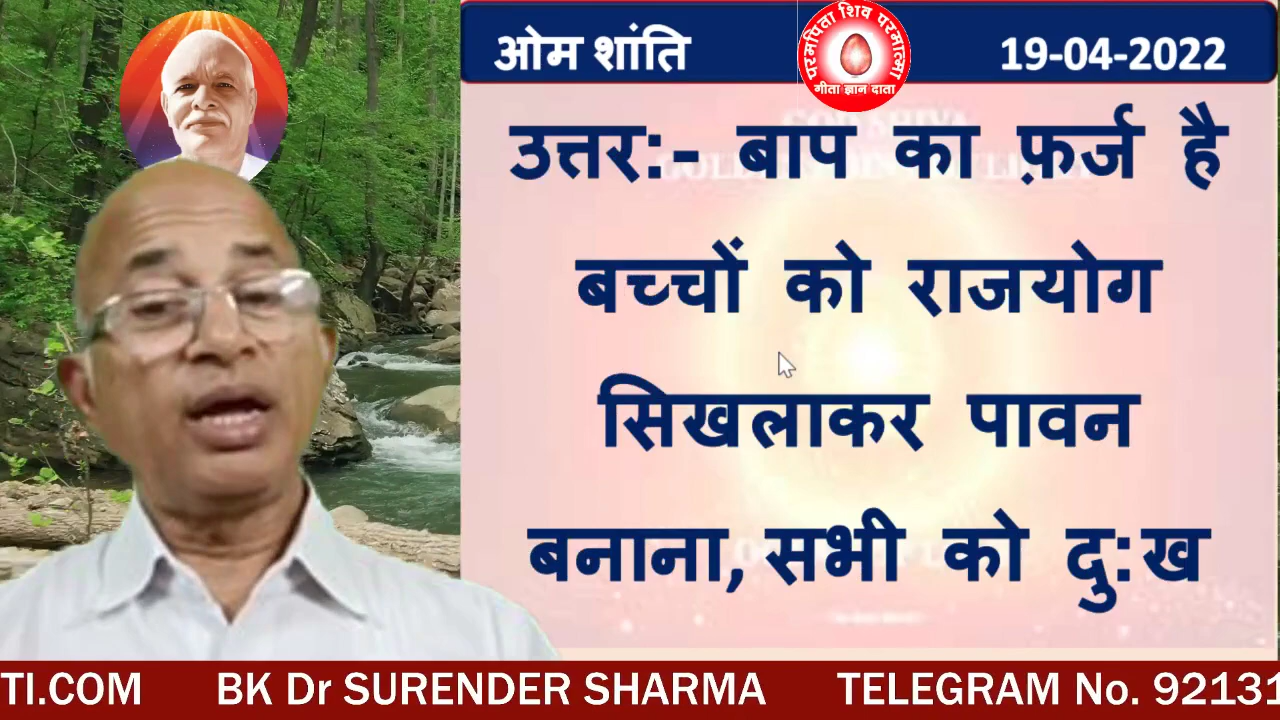 ओम शांति
परमपिता शिव परमात्मा
गीता ज्ञान दाता
19-04-2022
उत्तर:- बाप का फ़र्ज है
बच्चों को राजयोग
सिखलाकर पावन
बनाना, सभी को दु:ख
TI.COM BK Dr SURENDER SHARMA TELEGRAM No. 92131